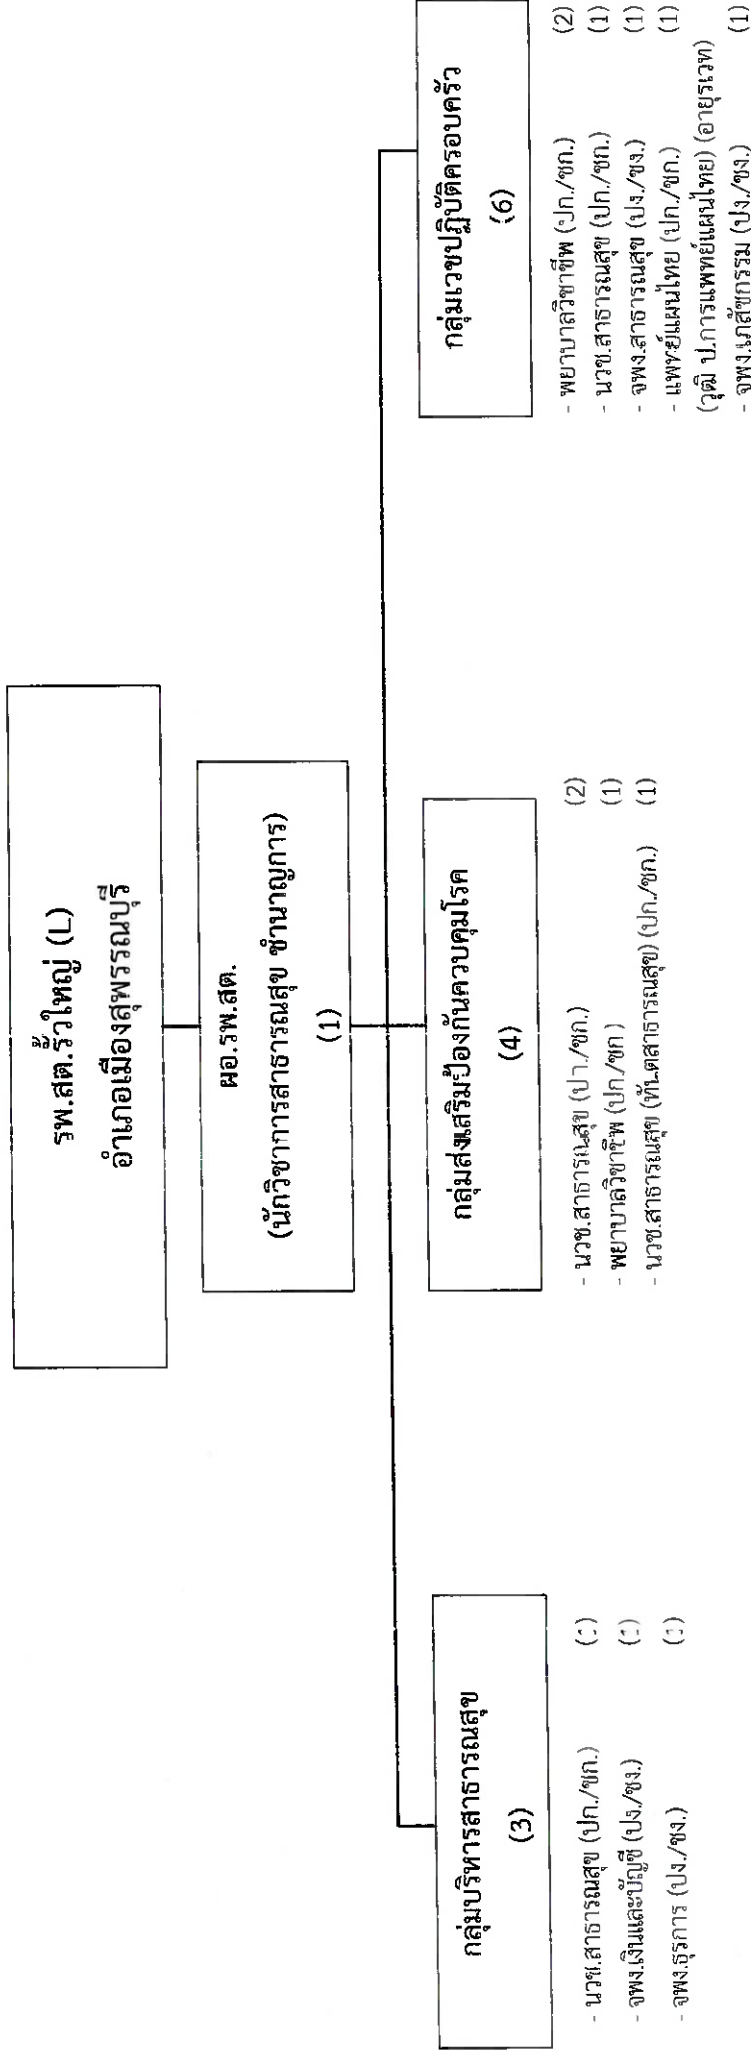 รพ.สต.รั้วใหญ่ (L)
อำเภอเมืองสุพรรณบุรี
ผอ.รพ.สต.
(นักวิชาการสาธารณสุข ชำนาญการ)
(1)
กลุ่มบริหารสาธารณสุข
(3)
- นวช.สาธารณสุข (ปก./ชก.) (1)
- จพง.เงินและบัญชี (ปง./ชง.) (1)
- จพง.ธุรการ (ปง./ชง.) (1)
กลุ่มส่งเสริมป้องกันควบคุมโรค
(4)
- นวช.สาธารณสุข (ปก./ชก.) (2)
- พยาบาลวิชาชีพ (ปก./ชก) (1)
- นวช.สาธารณสุข (ทันตสาธารณสุข) (ปก./ชก.) (1)
กลุ่มเวชปฏิบัติครอบครัว
(6)
- พยาบาลวิชาชีพ (ปก./ชก.) (2)
- นวช.สาธารณสุข (ปก./ชก.) (1)
- จพง.สาธารณสุข (ปง./ชง.) (1)
- แพทย์แผนไทย (ปก./ชก.) (1)
(วุฒิ ป.การแพทย์แผนไทย) (อายุรเวท)
- จพง.เภสัชกรรม (ปง./ชง.) (1)